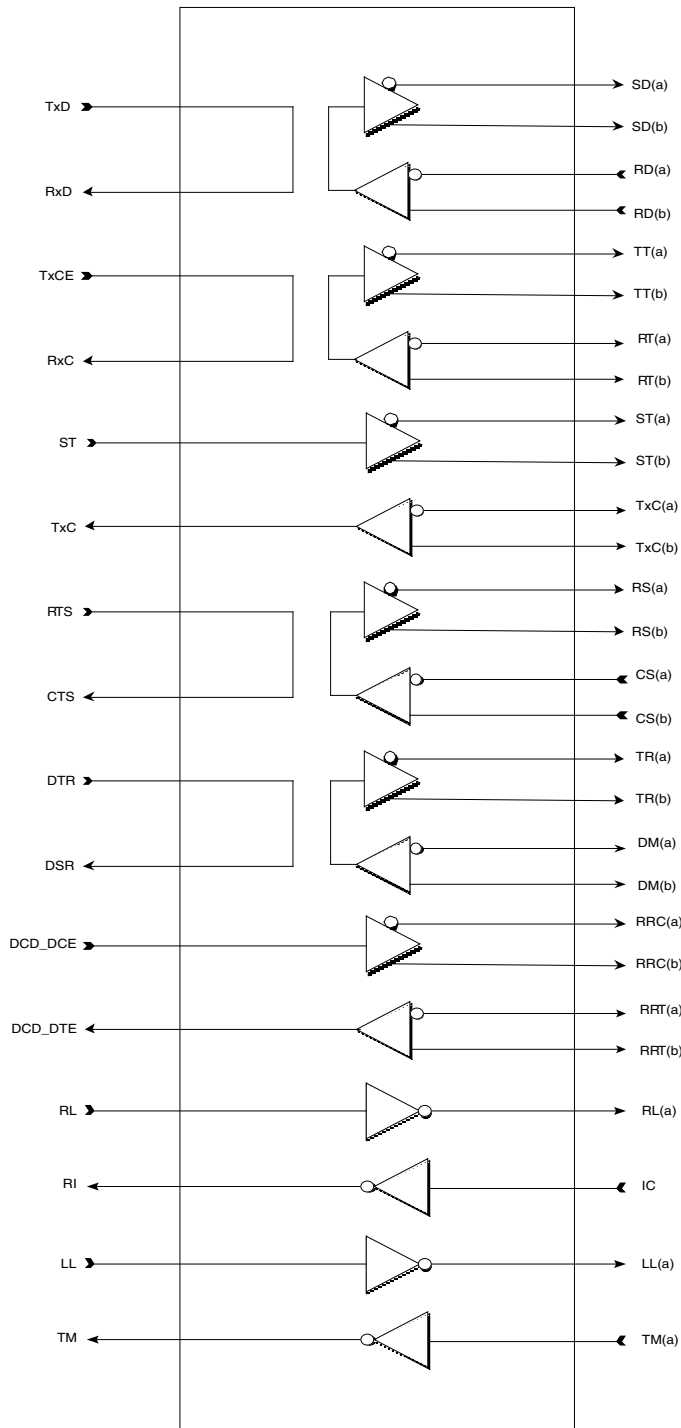 TxD
SD(a)
SD(b)
RxD
RD(a)
RD(b)
TxCE
TT(a)
TT(b)
RxC
RT(a)
RT(b)
ST
ST(a)
ST(b)
TxC
TxC(a)
TxC(b)
RTS
RS(a)
RS(b)
CTS
CS(a)
CS(b)
DTR
TR(a)
TR(b)
DSR
DM(a)
DM(b)
DCD_DCE
RRC(a)
RRC(b)
DCD_DTE
RRT(a)
RRT(b)
RL
RL(a)
RI
IC
LL
LL(a)
TM
TM(a)